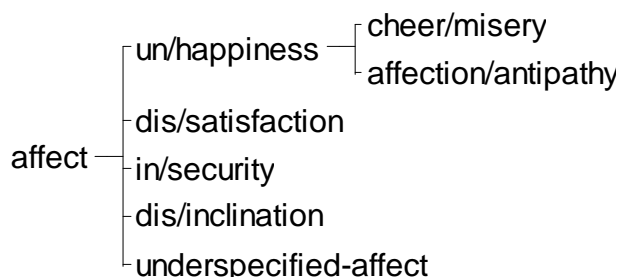 cheer/misery
un/happiness
affection/antipathy
dis/satisfaction
affect
in/security
dis/inclination
underspecified-affect